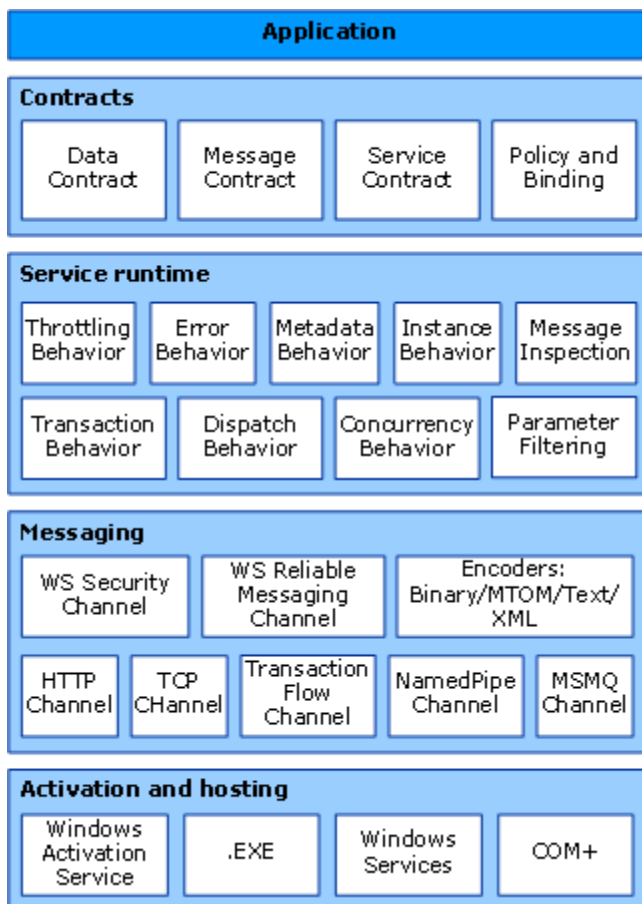 Application
Contracts
Data
Contract
Message
Contract
Service
Contract
Policy and
Binding
Service runtime
Throttling
Behavior
Error
Behavior
Metadata
Behavior
Instance
Behavior
Message
Inspection
Transaction
Behavior
Dispatch
Behavior
Concurrency
Behavior
Parameter
Filtering
Messaging
WS Security
Channel
WS Reliable
Messaging
Channel
Encoders:
Binary/MTOM/Text/
XML
HTTP
Channel
TCP
CHannel
Transaction
Flow
Channel
NamedPipe
Channel
MSMQ
Channel
Activation and hosting
Windows
Activation
Service
.EXE
Windows
Services
COM+